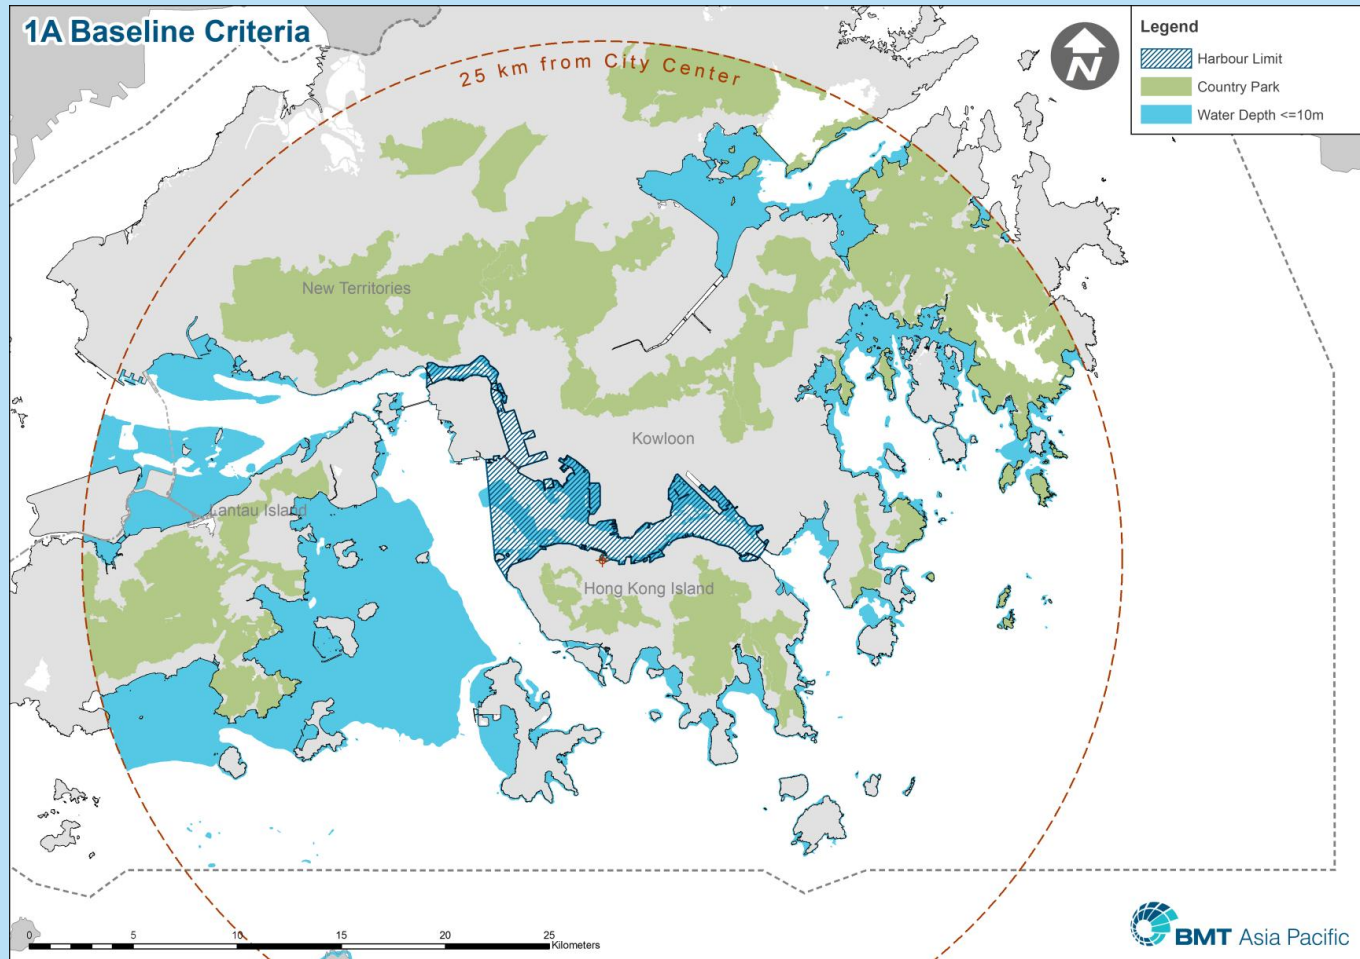 1A Baseline Criteria
25 km from City Center
N
Legend
Harbour Limit
Country Park
Water Depth <=10m
New Territories
Kowloon
Lantau Island
Hong Kong Island
0 5 10 15 20 25
Kilometers
BMT Asia Pacific